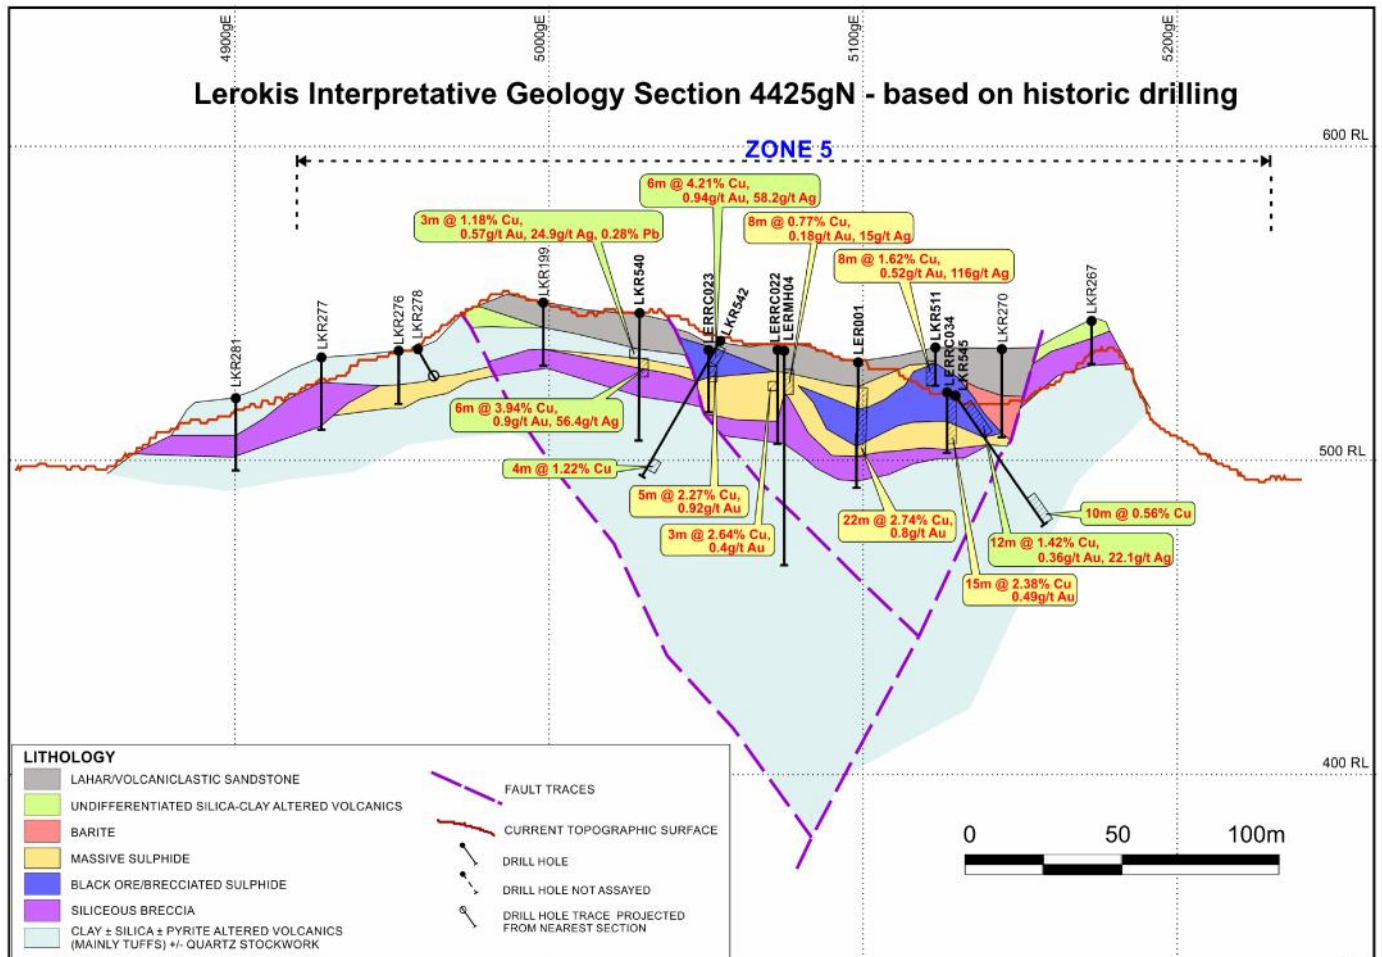 4900gE
5000gE
5100gE
5200gE
Lerokis Interpretative Geology Section 4425gN - based on historic drilling
600 RL
ZONE 5
6m @ 4.21% Cu,
0.94g/t Au, 58.2g/t Ag
3m @ 1.18% Cu,
0.57g/t Au, 24.9g/t Ag, 0.28% Pb
8m @ 0.77% Cu,
0.18g/t Au, 15g/t Ag
8m @ 1.62% Cu,
0.52g/t Au, 116g/t Ag
LKR281
LKR277
LKR276
LKR278
LKR199
LKR540
LERRC023
LKR542
LERRC022
LERMH04
LER001
LKR511
LERRC034
LKR545
LKR270
LKR267
6m @ 3.94% Cu,
0.9g/t Au, 56.4g/t Ag
500 RL
4m @ 1.22% Cu
5m @ 2.27% Cu,
0.92g/t Au
3m @ 2.64% Cu,
0.4g/t Au
22m @ 2.74% Cu,
0.8g/t Au
10m @ 0.56% Cu
12m @ 1.42% Cu,
0.36g/t Au, 22.1g/t Ag
15m @ 2.38% Cu
0.49g/t Au
400 RL
LITHOLOGY
LAHAR/VOLCANICLASTIC SANDSTONE
UNDIFFERENTIATED SILICA-CLAY ALTERED VOLCANICS
BARITE
MASSIVE SULPHIDE
BLACK ORE/BRECCIATED SULPHIDE
SILICEOUS BRECCIA
CLAY ± SILICA ± PYRITE ALTERED VOLCANICS
(MAINLY TUFFS) +/- QUARTZ STOCKWORK
FAULT TRACES
CURRENT TOPOGRAPHIC SURFACE
DRILL HOLE
DRILL HOLE NOT ASSAYED
DRILL HOLE TRACE PROJECTED
FROM NEAREST SECTION
0 50 100m